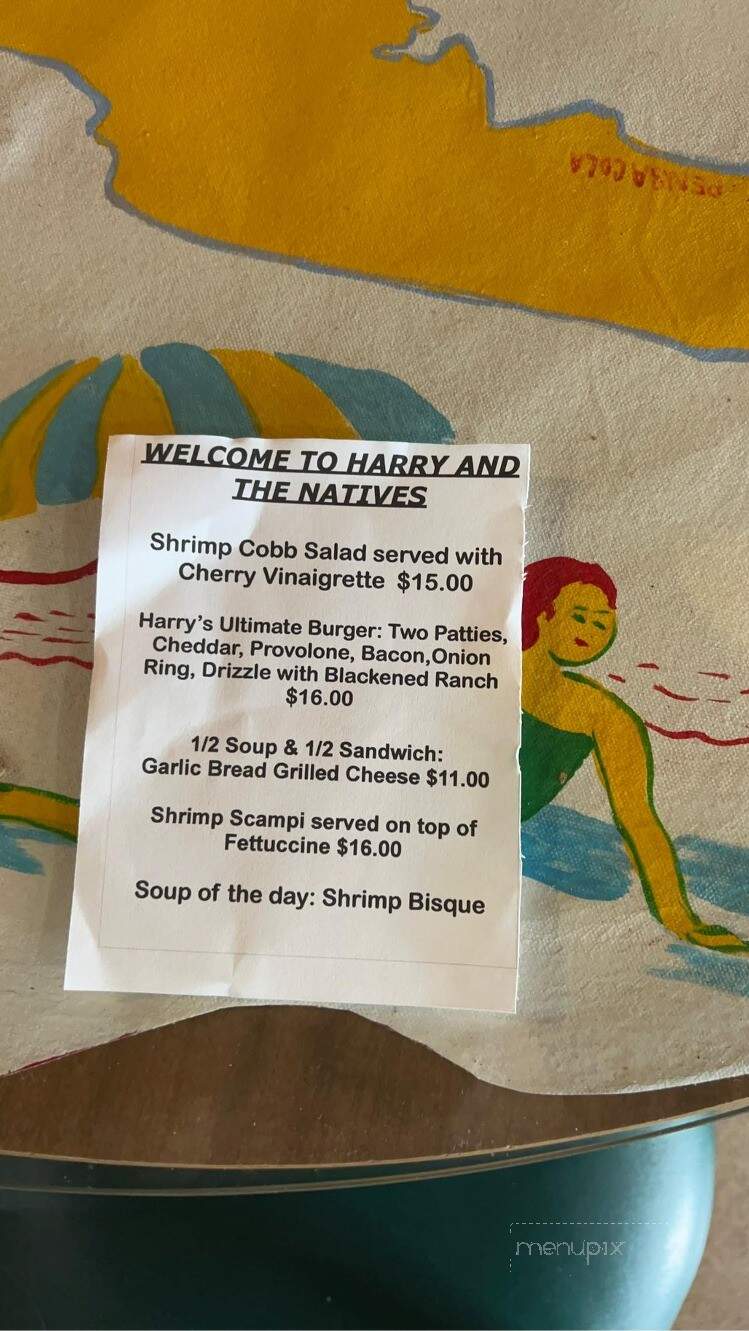 PENSACOLA
WELCOME TO HARRY AND
THE NATIVES
Shrimp Cobb Salad served with
Cherry Vinaigrette $15.00
Harry's Ultimate Burger: Two Patties,
Cheddar, Provolone, Bacon,Onion
Ring, Drizzle with Blackened Ranch
$16.00
1/2 Soup & 1/2 Sandwich:
Garlic Bread Grilled Cheese $11.00
Shrimp Scampi served on top of
Fettuccine $16.00
Soup of the day: Shrimp Bisque
menupix